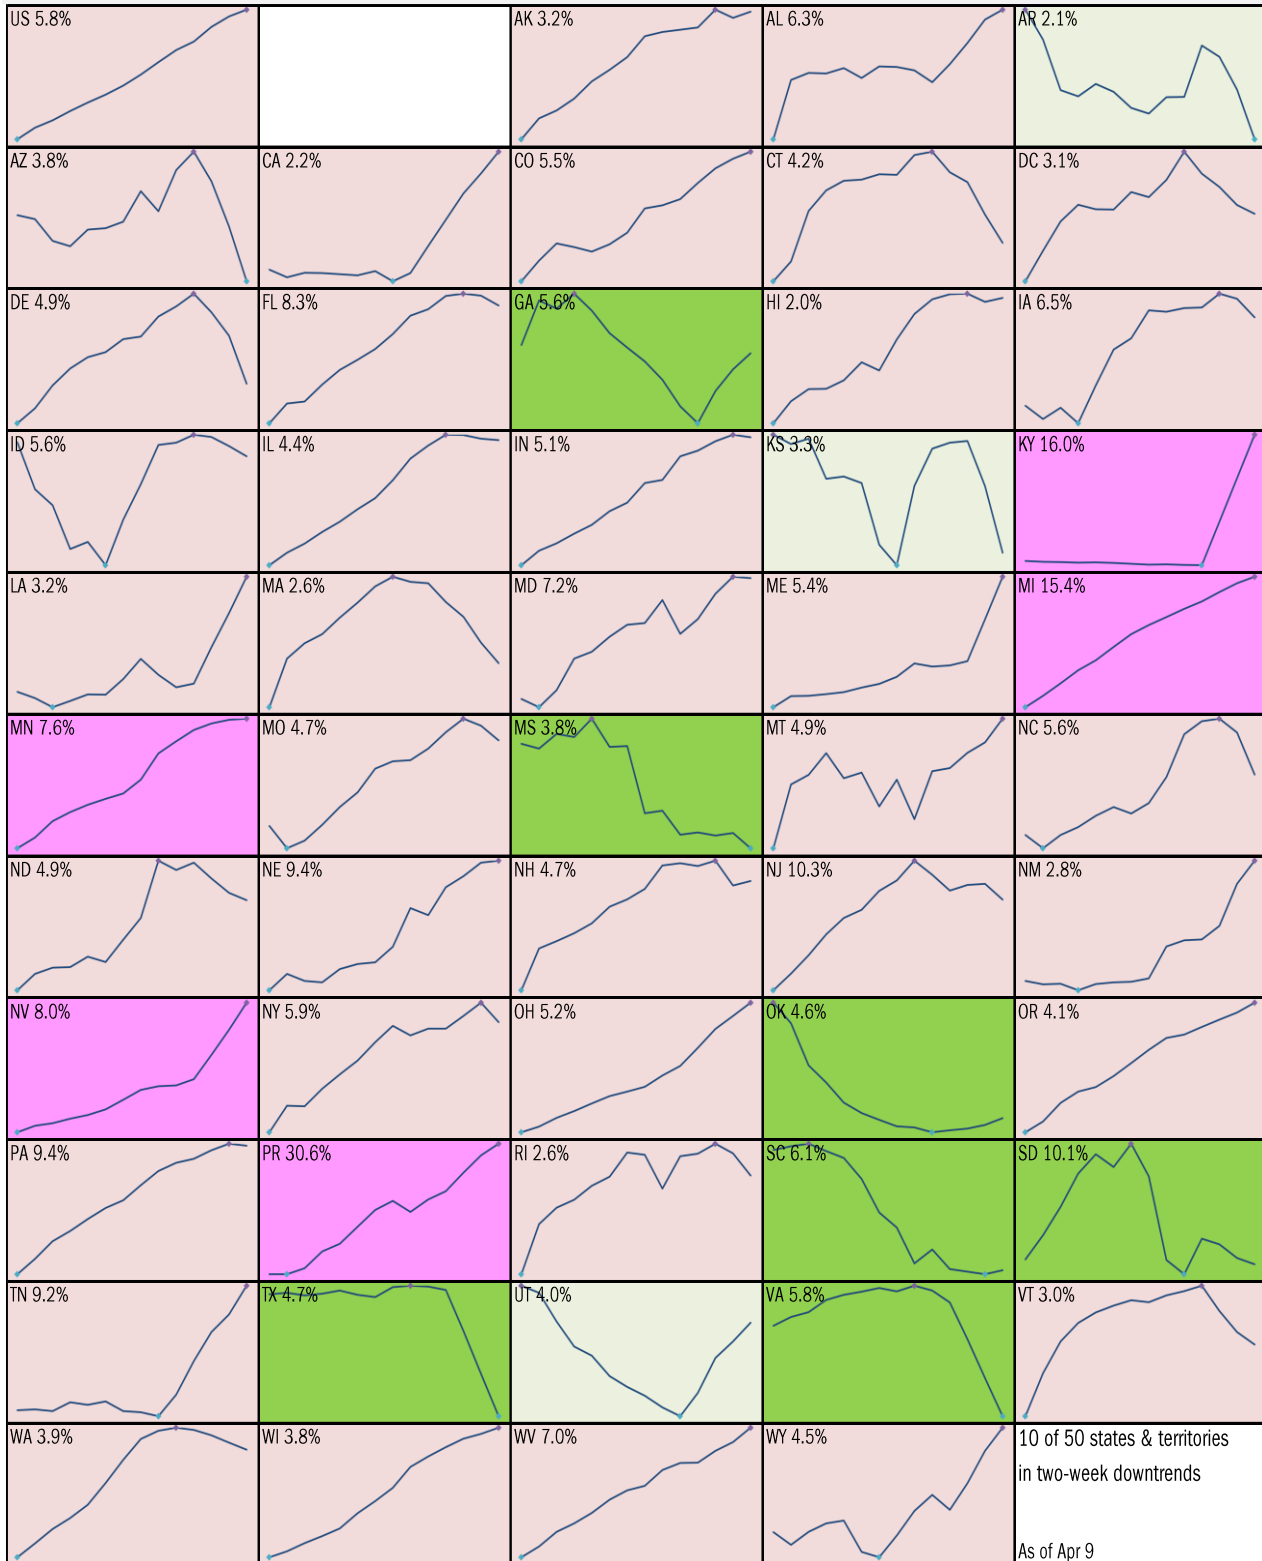 US 5.8%
AK 3.2%
AL 6.3%
AR 2.1%
AZ 3.8%
CA 2.2%
CO 5.5%
CT 4.2%
DC 3.1%
DE 4.9%
FL 8.3%
GA 5.6%
HI 2.0%
IA 6.5%
ID 5.6%
IL 4.4%
IN 5.1%
KS 3.3%
KY 16.0%
LA 3.2%
MA 2.6%
MD 7.2%
ME 5.4%
MI 15.4%
MN 7.6%
MO 4.7%
MS 3.8%
MT 4.9%
NC 5.6%
ND 4.9%
NE 9.4%
NH 4.7%
NJ 10.3%
NM 2.8%
NV 8.0%
NY 5.9%
OH 5.2%
OK 4.6%
OR 4.1%
PA 9.4%
PR 30.6%
RI 2.6%
SC 6.1%
SD 10.1%
TN 9.2%
TX 4.7%
UT 4.0%
VA 5.8%
VT 3.0%
WA 3.9%
WI 3.8%
WV 7.0%
WY 4.5%
10 of 50 states & territories
in two-week downtrends
As of Apr 9